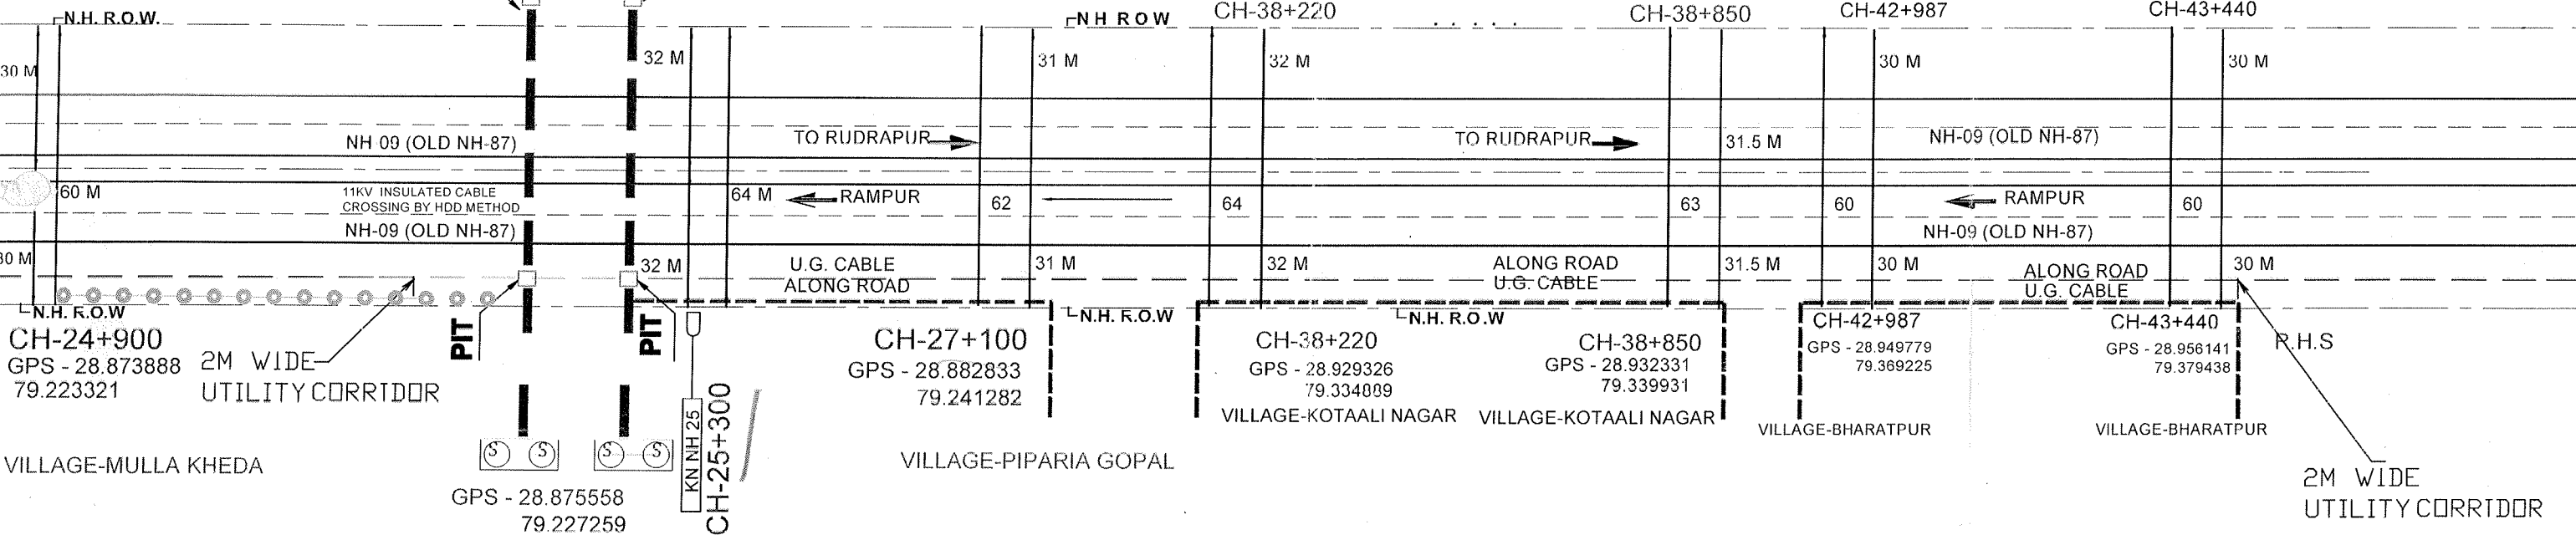 N.H. R.O.W.
N H R O W
CH-38+220
CH-38+850
CH-42+987
CH-43+440
30 M
32 M
31 M
32 M
30 M
30 M
NH 09 (OLD NH-87)
TO RUDRAPUR
TO RUDRAPUR
31.5 M
NH-09 (OLD NH-87)
60 M
11KV INSULATED CABLE
CROSSING BY HDD METHOD
64 M
RAMPUR
62
64
63
60
RAMPUR
60
NH-09 (OLD NH-87)
NH-09 (OLD NH-87)
30 M
32 M
U.G. CABLE
ALONG ROAD
31 M
32 M
ALONG ROAD
U.G. CABLE
31.5 M
30 M
ALONG ROAD
U.G. CABLE
30 M
N.H. R.O.W
PIT
PIT
N.H. R.O.W
N.H. R.O.W
CH-24+900
GPS - 28.873888
79.223321
2M WIDE
UTILITY CORRIDOR
CH-27+100
GPS - 28.882833
79.241282
CH-38+220
GPS - 28.929326
79.334889
VILLAGE-KOTAALI NAGAR
CH-38+850
GPS - 28.932331
79.339931
VILLAGE-KOTAALI NAGAR
CH-42+987
GPS - 28.949779
79.369225
VILLAGE-BHARATPUR
CH-43+440
GPS - 28.956141
79.379438
VILLAGE-BHARATPUR
R.H.S
VILLAGE-MULLA KHEDA
S S
S S
KN NH 25
CH-25+300
VILLAGE-PIPARIA GOPAL
GPS - 28.875558
79.227259
2M WIDE
UTILITY CORRIDOR